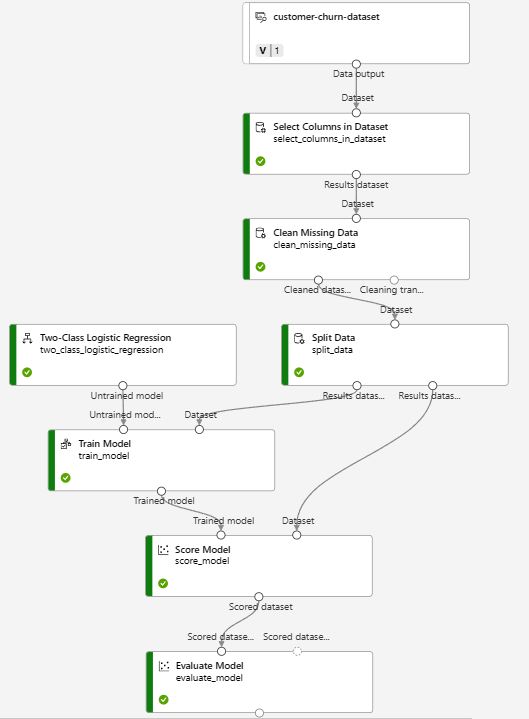 customer-churn-dataset
V | 1
Data output
Dataset
Select Columns in Dataset
select_columns_in_dataset
Results dataset
Dataset
Clean Missing Data
clean_missing_data
Cleaned datas... Cleaning tran...
Dataset
Two-Class Logistic Regression
two_class_logistic_regression
Split Data
split_data
Untrained model
Results datas... Results datas...
Untrained mod... Dataset
Train Model
train_model
Trained model
Trained model Dataset
Score Model
score_model
Scored dataset
Scored datase... Scored datase...
Evaluate Model
evaluate_model